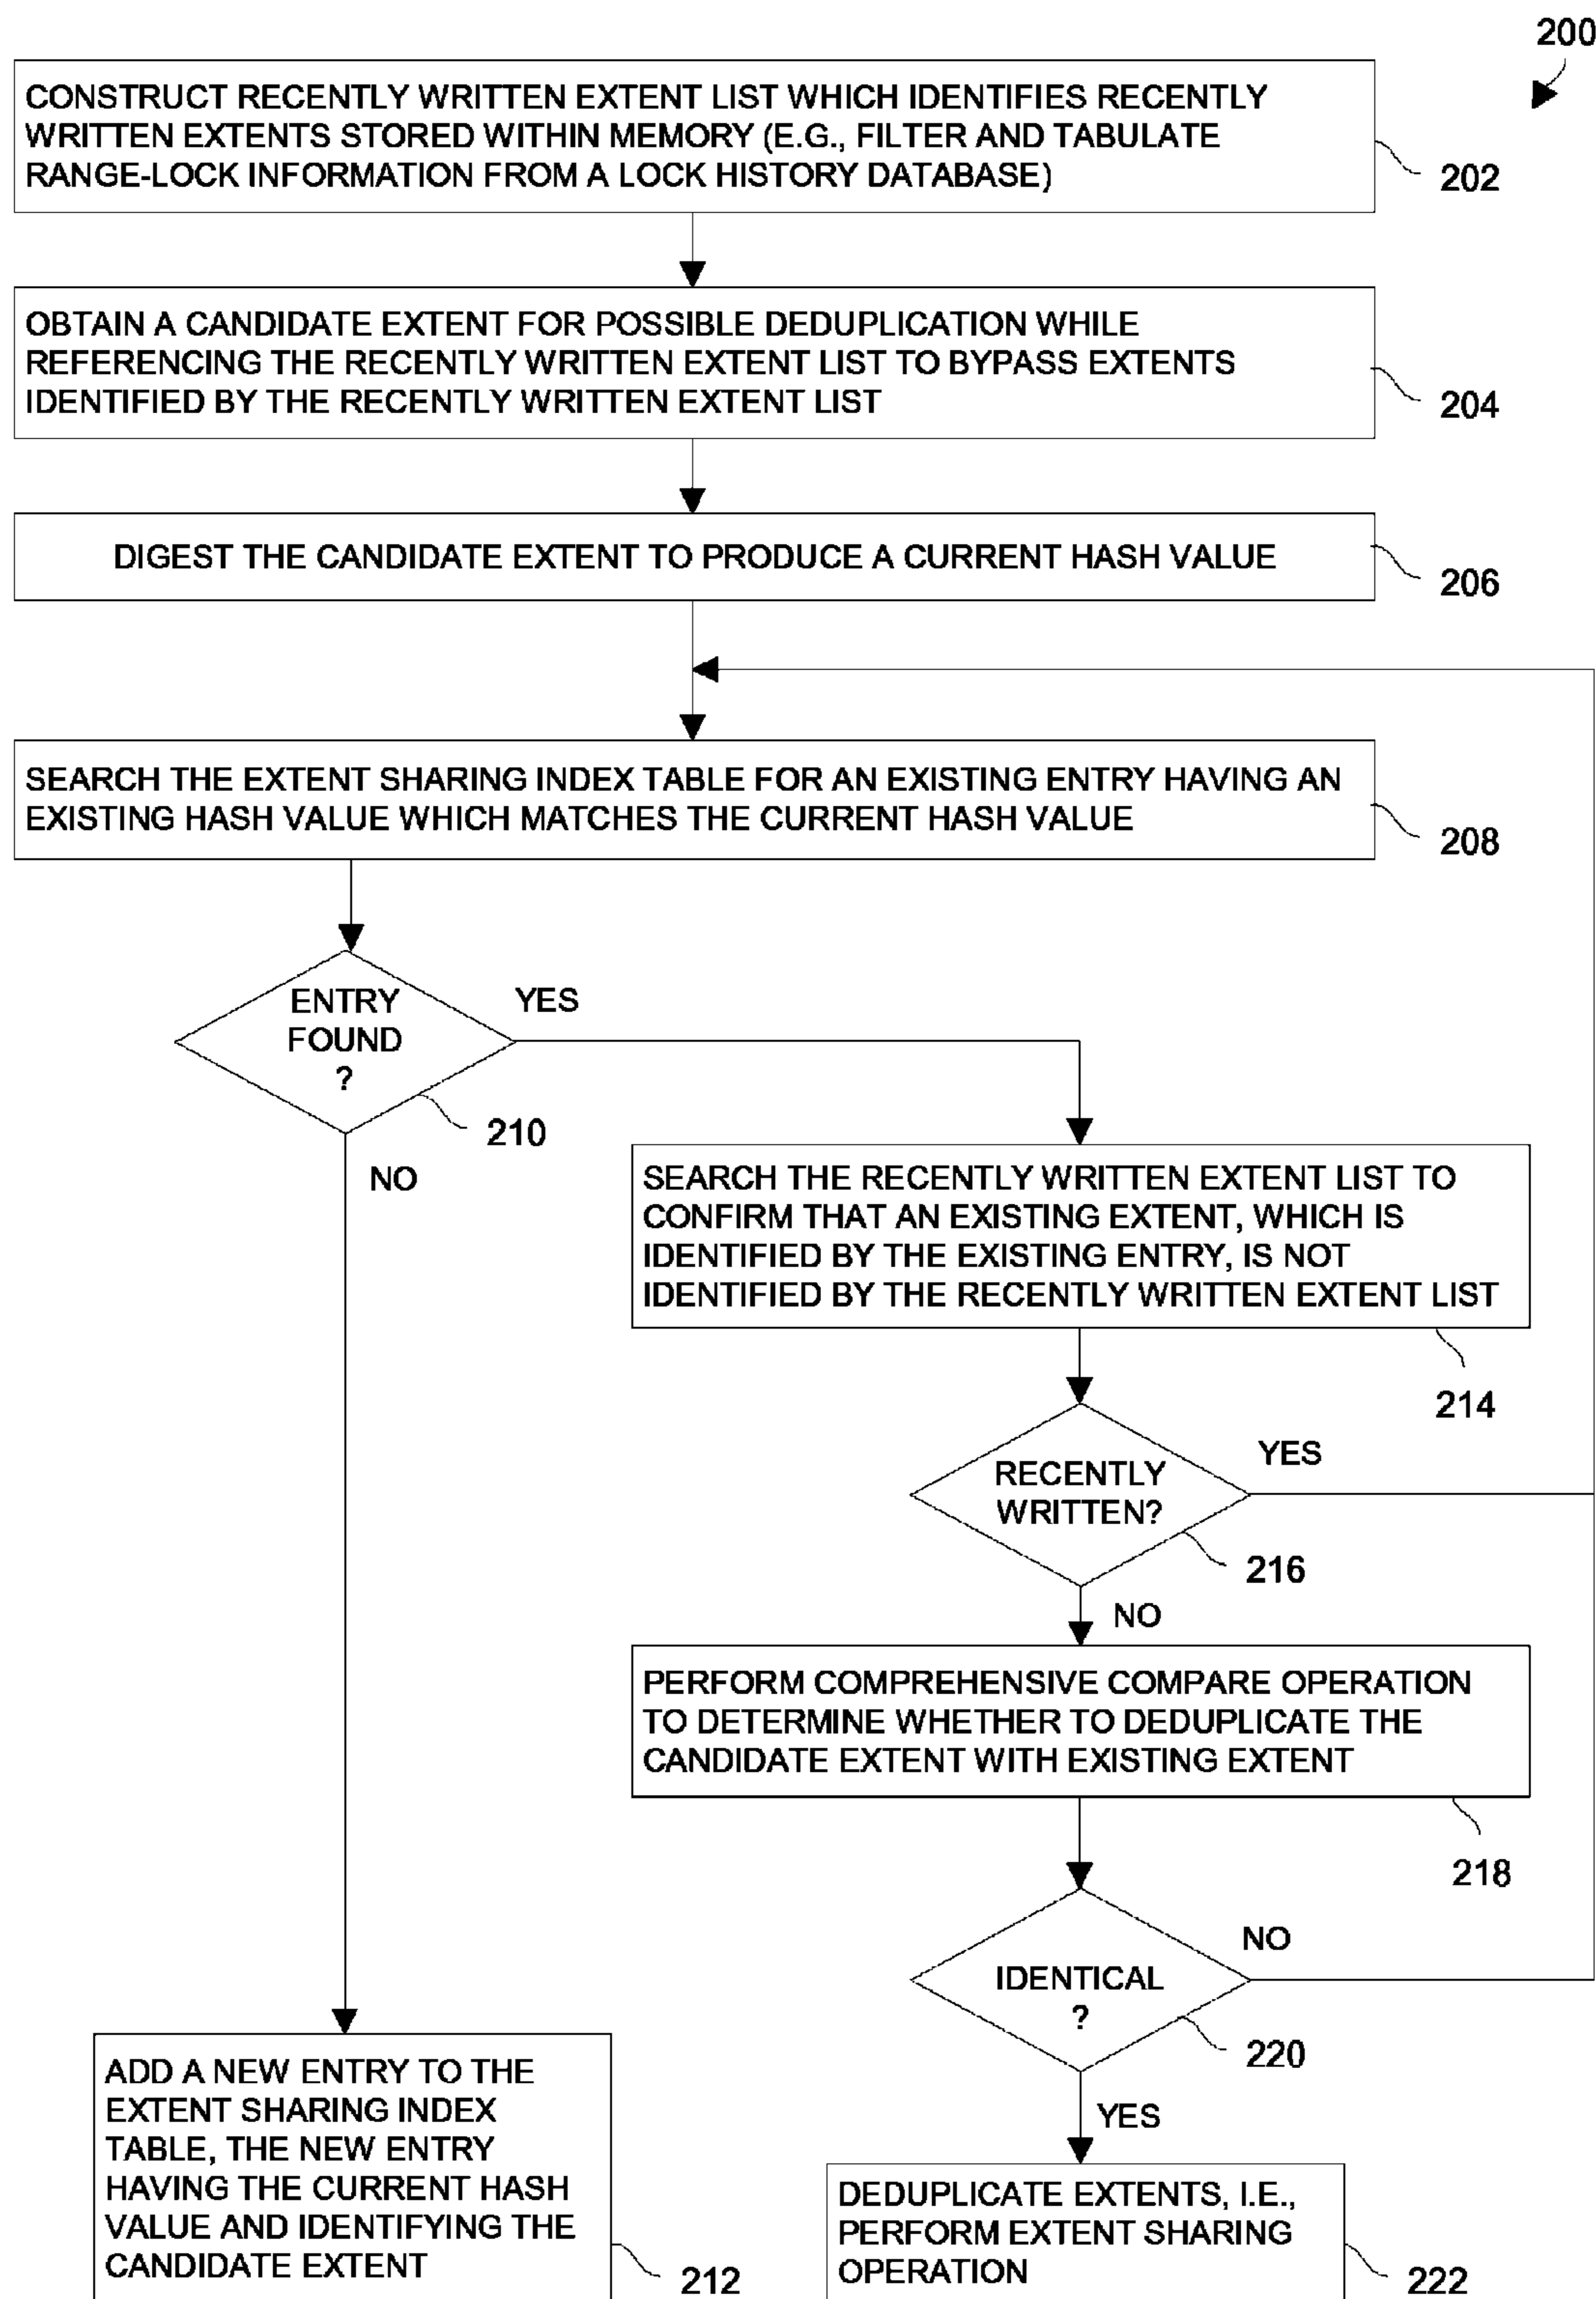 200
CONSTRUCT RECENTLY WRITTEN EXTENT LIST WHICH IDENTIFIES RECENTLY
WRITTEN EXTENTS STORED WITHIN MEMORY (E.G., FILTER AND TABULATE
RANGE-LOCK INFORMATION FROM A LOCK HISTORY DATABASE)
202
OBTAIN A CANDIDATE EXTENT FOR POSSIBLE DEDUPLICATION WHILE
REFERENCING THE RECENTLY WRITTEN EXTENT LIST TO BYPASS EXTENTS
IDENTIFIED BY THE RECENTLY WRITTEN EXTENT LIST
204
DIGEST THE CANDIDATE EXTENT TO PRODUCE A CURRENT HASH VALUE
206
SEARCH THE EXTENT SHARING INDEX TABLE FOR AN EXISTING ENTRY HAVING AN
EXISTING HASH VALUE WHICH MATCHES THE CURRENT HASH VALUE
208
ENTRY
FOUND
?
YES
210
NO
SEARCH THE RECENTLY WRITTEN EXTENT LIST TO
CONFIRM THAT AN EXISTING EXTENT, WHICH IS
IDENTIFIED BY THE EXISTING ENTRY, IS NOT
IDENTIFIED BY THE RECENTLY WRITTEN EXTENT LIST
214
RECENTLY
WRITTEN?
YES
216
NO
PERFORM COMPREHENSIVE COMPARE OPERATION
TO DETERMINE WHETHER TO DEDUPLICATE THE
CANDIDATE EXTENT WITH EXISTING EXTENT
218
IDENTICAL
?
NO
220
YES
ADD A NEW ENTRY TO THE
EXTENT SHARING INDEX
TABLE, THE NEW ENTRY
HAVING THE CURRENT HASH
VALUE AND IDENTIFYING THE
CANDIDATE EXTENT
212
DEDUPLICATE EXTENTS, I.E.,
PERFORM EXTENT SHARING
OPERATION
222